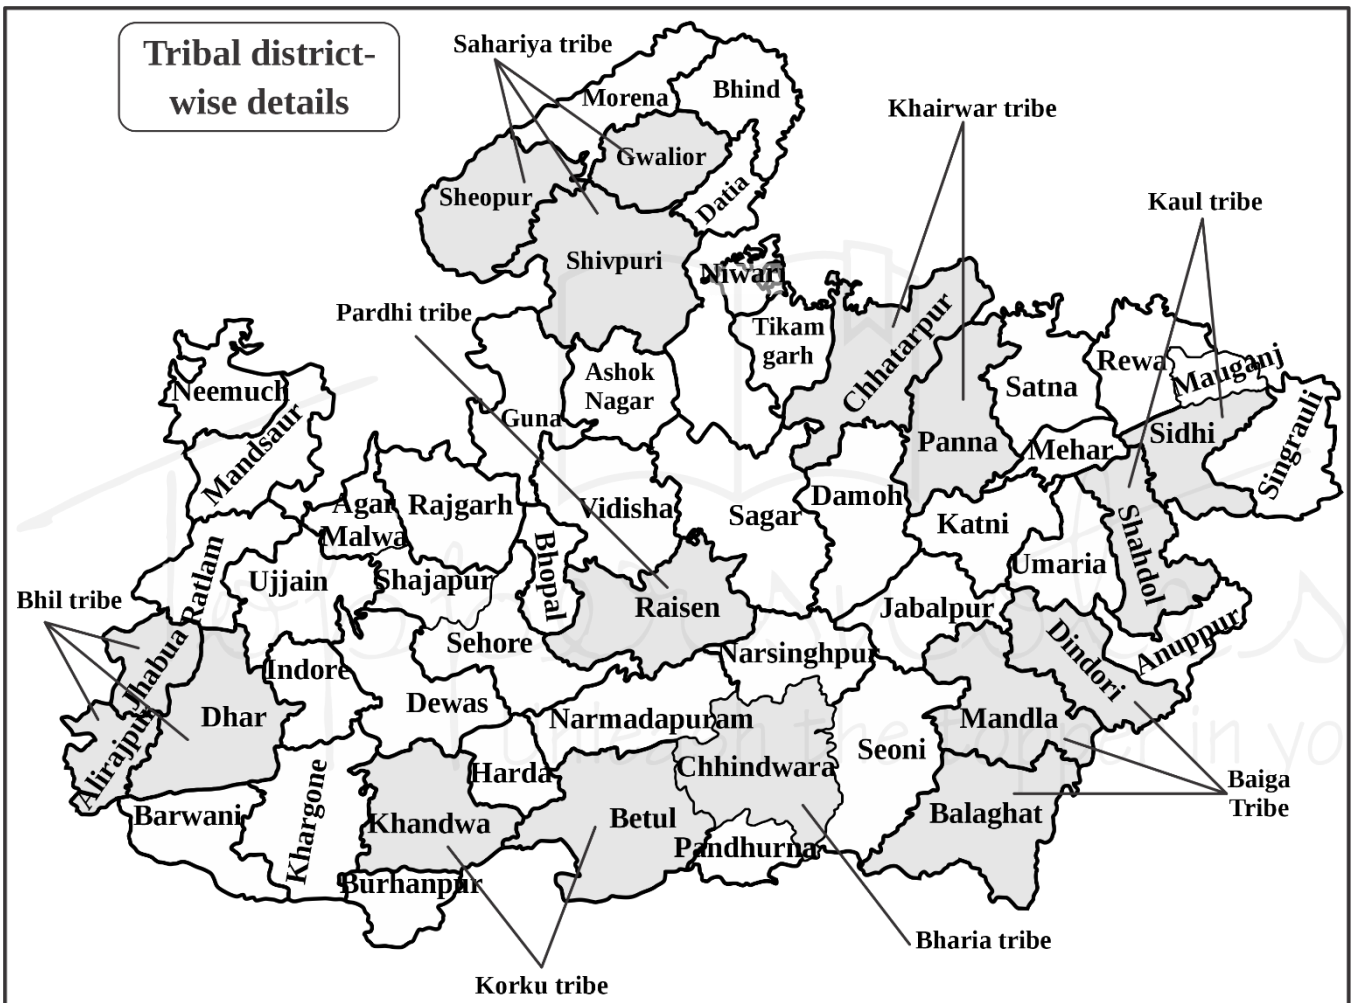 Tribal district-
wise details
Sahariya tribe
Morena
Bhind
Khairwar tribe
Gwalior
Sheopur
Datia
Kaul tribe
Shivpuri
Niwari
Pardhi tribe
Tikam
garh
Chhatarpur
Ashok
Nagar
Rewa
Mauganj
Neemuch
Satna
Guna
Panna
Sidhi
Singrauli
Mandsaur
Mehar
Agar
Malwa
Rajgarh
Vidisha
Sagar
Damoh
Katni
Shahdol
Ratlam
Ujjain
Shajapur
Bhopal
Umaria
Bhil tribe
Raisen
Jabalpur
Anuppur
Jhabua
Sehore
Narsinghpur
Dindori
Indore
Dhar
Dewas
Narmadapuram
Mandla
Alirajpur
Seoni
Harda
Chhindwara
Baiga
Tribe
Barwani
Khargone
Khandwa
Betul
Balaghat
Pandhurna
Burhanpur
Bharia tribe
Korku tribe